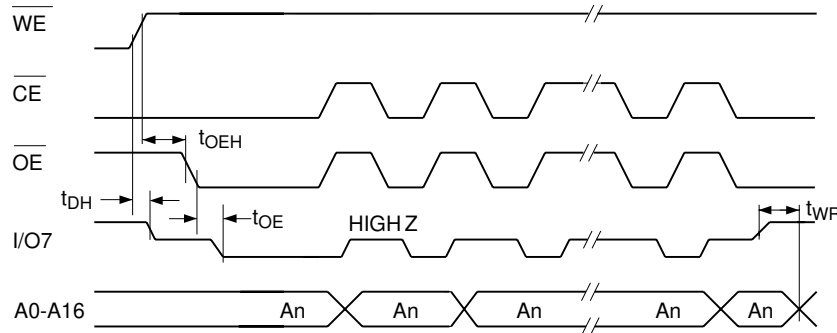 WE
CE
OE
tOEH
tDH
tOE
HIGH Z
tWR
I/O7
A0-A16
An
An
An
An
An